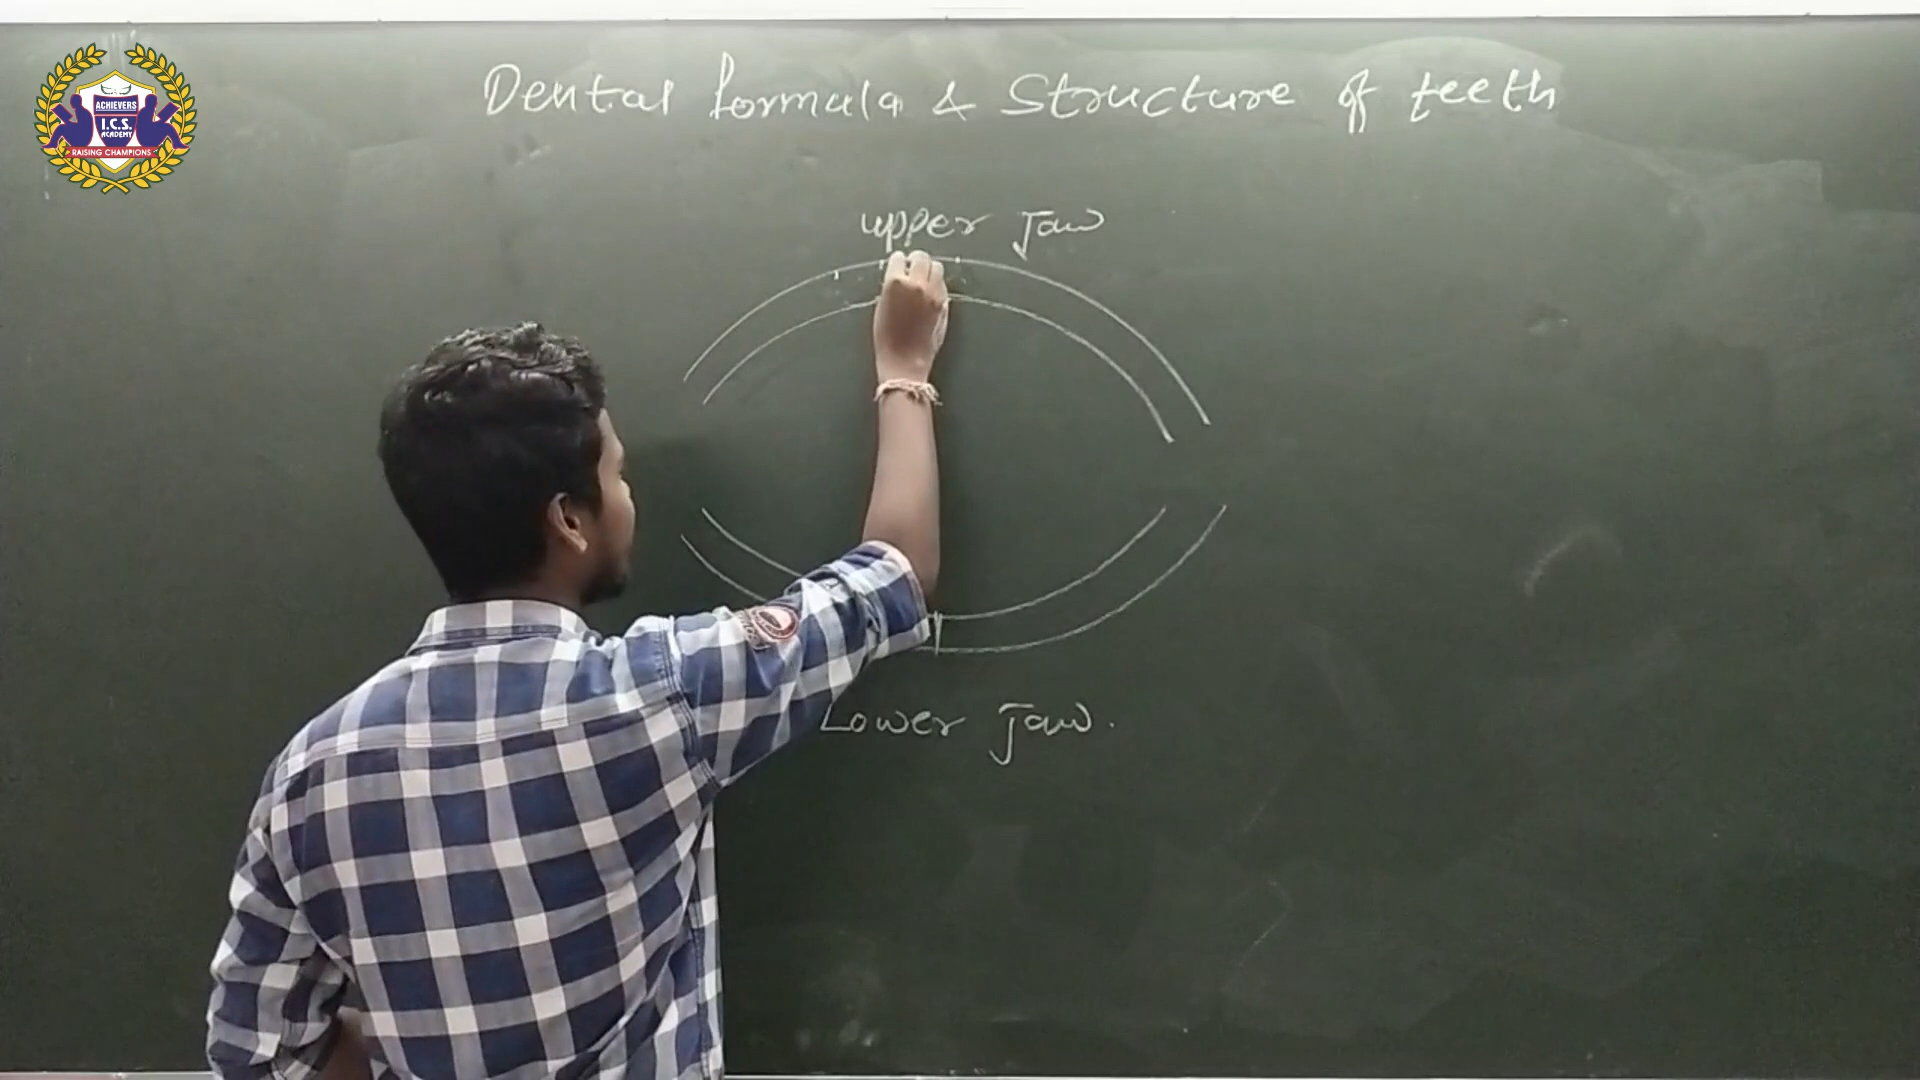 ACHIEVERS
I.C.S.
ACADEMY
RAISING CHAMPIONS
Dental formula & Structure of teeth
upper Jaw
Lower Jaw.